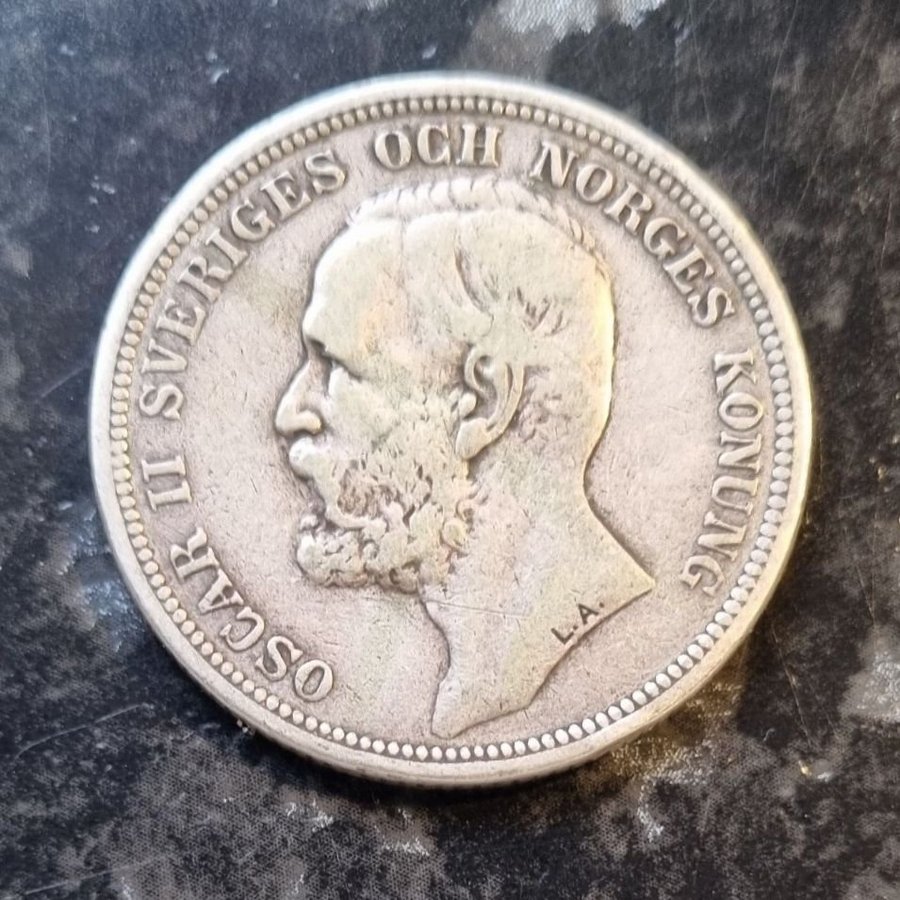 OSCAR II SVERIGES OCH NORGES KONUNG
L.A.